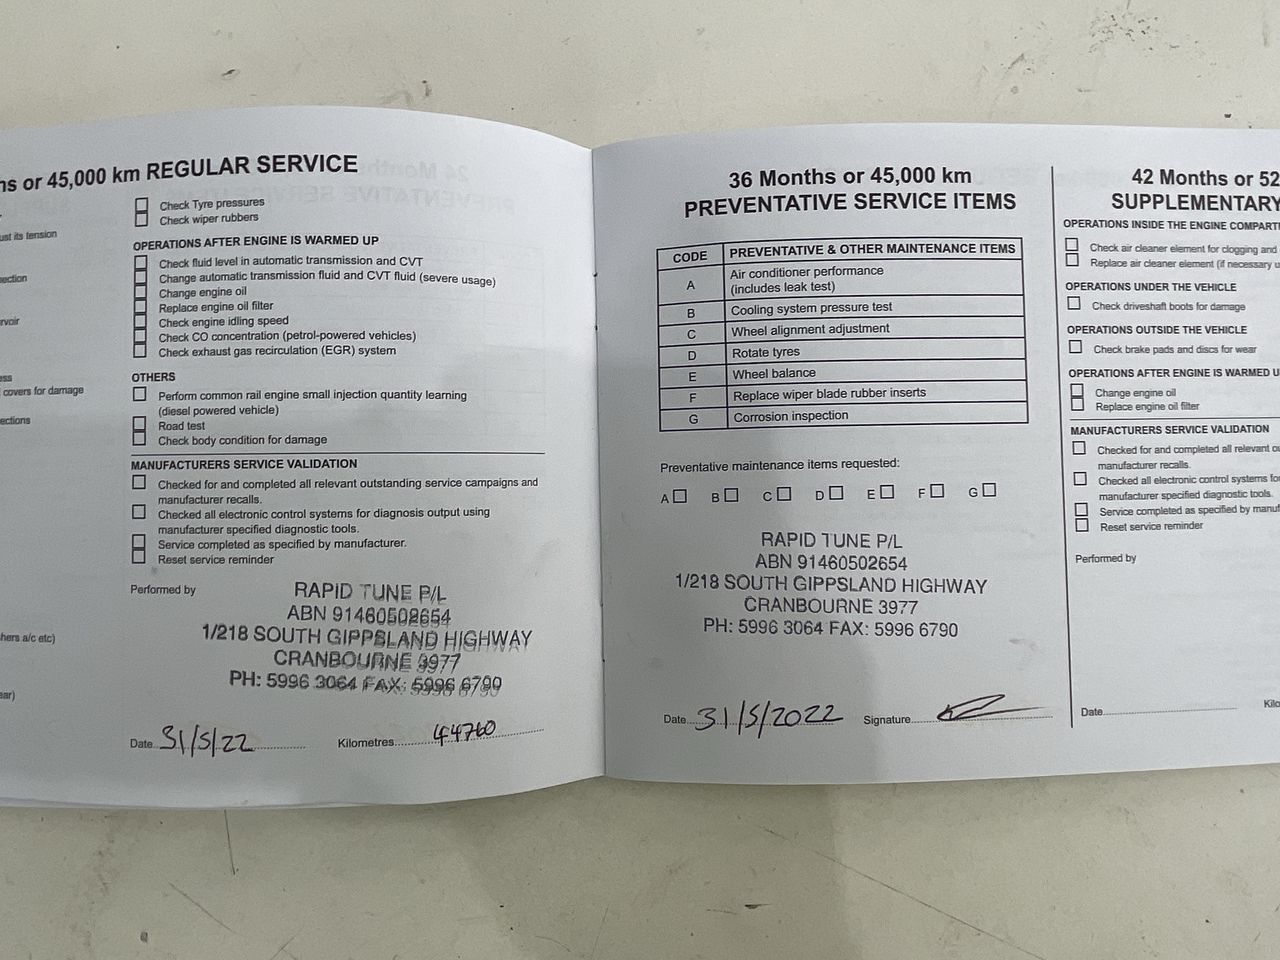 hs or 45,000 km REGULAR SERVICE
ust its tension
ection
rvoir
ess
covers for damage
ections
hers a/c etc)
ear)
Check Tyre pressures
Check wiper rubbers
OPERATIONS AFTER ENGINE IS WARMED UP
Check fluid level in automatic transmission and CVT
Change automatic transmission fluid and CVT fluid (severe usage)
Change engine oil
Replace engine oil filter
Check engine idling speed
Check CO concentration (petrol-powered vehicles)
Check exhaust gas recirculation (EGR) system
OTHERS
Perform common rail engine small injection quantity learning
(diesel powered vehicle)
Road test
Check body condition for damage
MANUFACTURERS SERVICE VALIDATION
Checked for and completed all relevant outstanding service campaigns and
manufacturer recalls.
Checked all electronic control systems for diagnosis output using
manufacturer specified diagnostic tools.
Service completed as specified by manufacturer.
Reset service reminder
Performed by
RAPID TUNE P/L
ABN 91460502654
1/218 SOUTH GIPPSLAND HIGHWAY
CRANBOURNE 3977
PH: 5996 3064 FAX: 5996 6790
Date 31/5/22 Kilometres 44760
36 Months or 45,000 km
PREVENTATIVE SERVICE ITEMS
CODE PREVENTATIVE & OTHER MAINTENANCE ITEMS
A Air conditioner performance
(includes leak test)
B Cooling system pressure test
C Wheel alignment adjustment
D Rotate tyres
E Wheel balance
F Replace wiper blade rubber inserts
G Corrosion inspection
Preventative maintenance items requested:
A B C D E F G
RAPID TUNE P/L
ABN 91460502654
1/218 SOUTH GIPPSLAND HIGHWAY
CRANBOURNE 3977
PH: 5996 3064 FAX: 5996 6790
Date 31/5/2022 Signature
42 Months or 52
SUPPLEMENTARY
OPERATIONS INSIDE THE ENGINE COMPART
Check air cleaner element for clogging and
Replace air cleaner element (if necessary u
OPERATIONS UNDER THE VEHICLE
Check driveshaft boots for damage
OPERATIONS OUTSIDE THE VEHICLE
Check brake pads and discs for wear
OPERATIONS AFTER ENGINE IS WARMED U
Change engine oil
Replace engine oil filter
MANUFACTURERS SERVICE VALIDATION
Checked for and completed all relevant ou
manufacturer recalls.
Checked all electronic control systems for
manufacturer specified diagnostic tools.
Service completed as specified by manuf
Reset service reminder
Performed by
Date Kilo